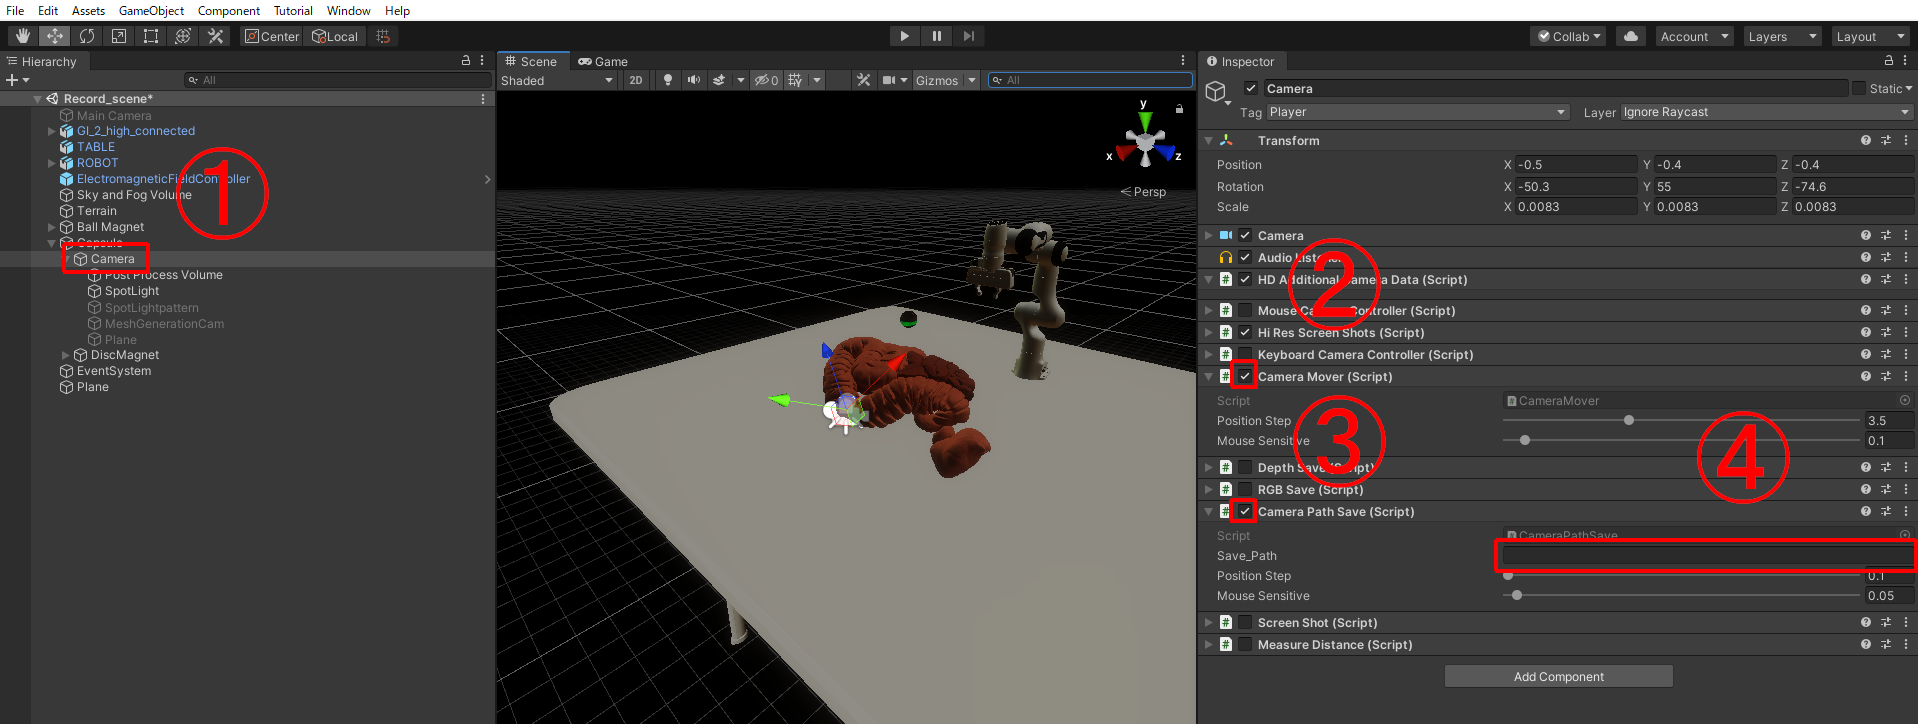 File Edit Assets GameObject Component Tutorial Window Help
Center Local
Collab Account Layers Layout
Hierarchy
All
Record_scene*
Main Camera
GI_2_high_connected
TABLE
ROBOT
ElectromagneticFieldController
Sky and Fog Volume
Terrain
Ball Magnet
Capsule
Camera
Post Process Volume
SpotLight
SpotLightpattern
MeshGenerationCam
Plane
DiscMagnet
EventSystem
Plane
①
Scene Game
Shaded 2D 0 Gizmos All
y
x z
Persp
Inspector
Camera Static
Tag Player Layer Ignore Raycast
Transform
Position X -0.5 Y -0.4 Z -0.4
Rotation X -50.3 Y 55 Z -74.6
Scale X 0.0083 Y 0.0083 Z 0.0083
Camera
Audio Listener
HD Additional Camera Data (Script)
②
Mouse Camera Controller (Script)
Hi Res Screen Shots (Script)
Keyboard Camera Controller (Script)
Camera Mover (Script)
Script CameraMover
Position Step 3.5
Mouse Sensitive 0.1
③
④
Depth Save (Script)
RGB Save (Script)
Camera Path Save (Script)
Script CameraPathSave
Save_Path
Position Step 0.1
Mouse Sensitive 0.05
Screen Shot (Script)
Measure Distance (Script)
Add Component